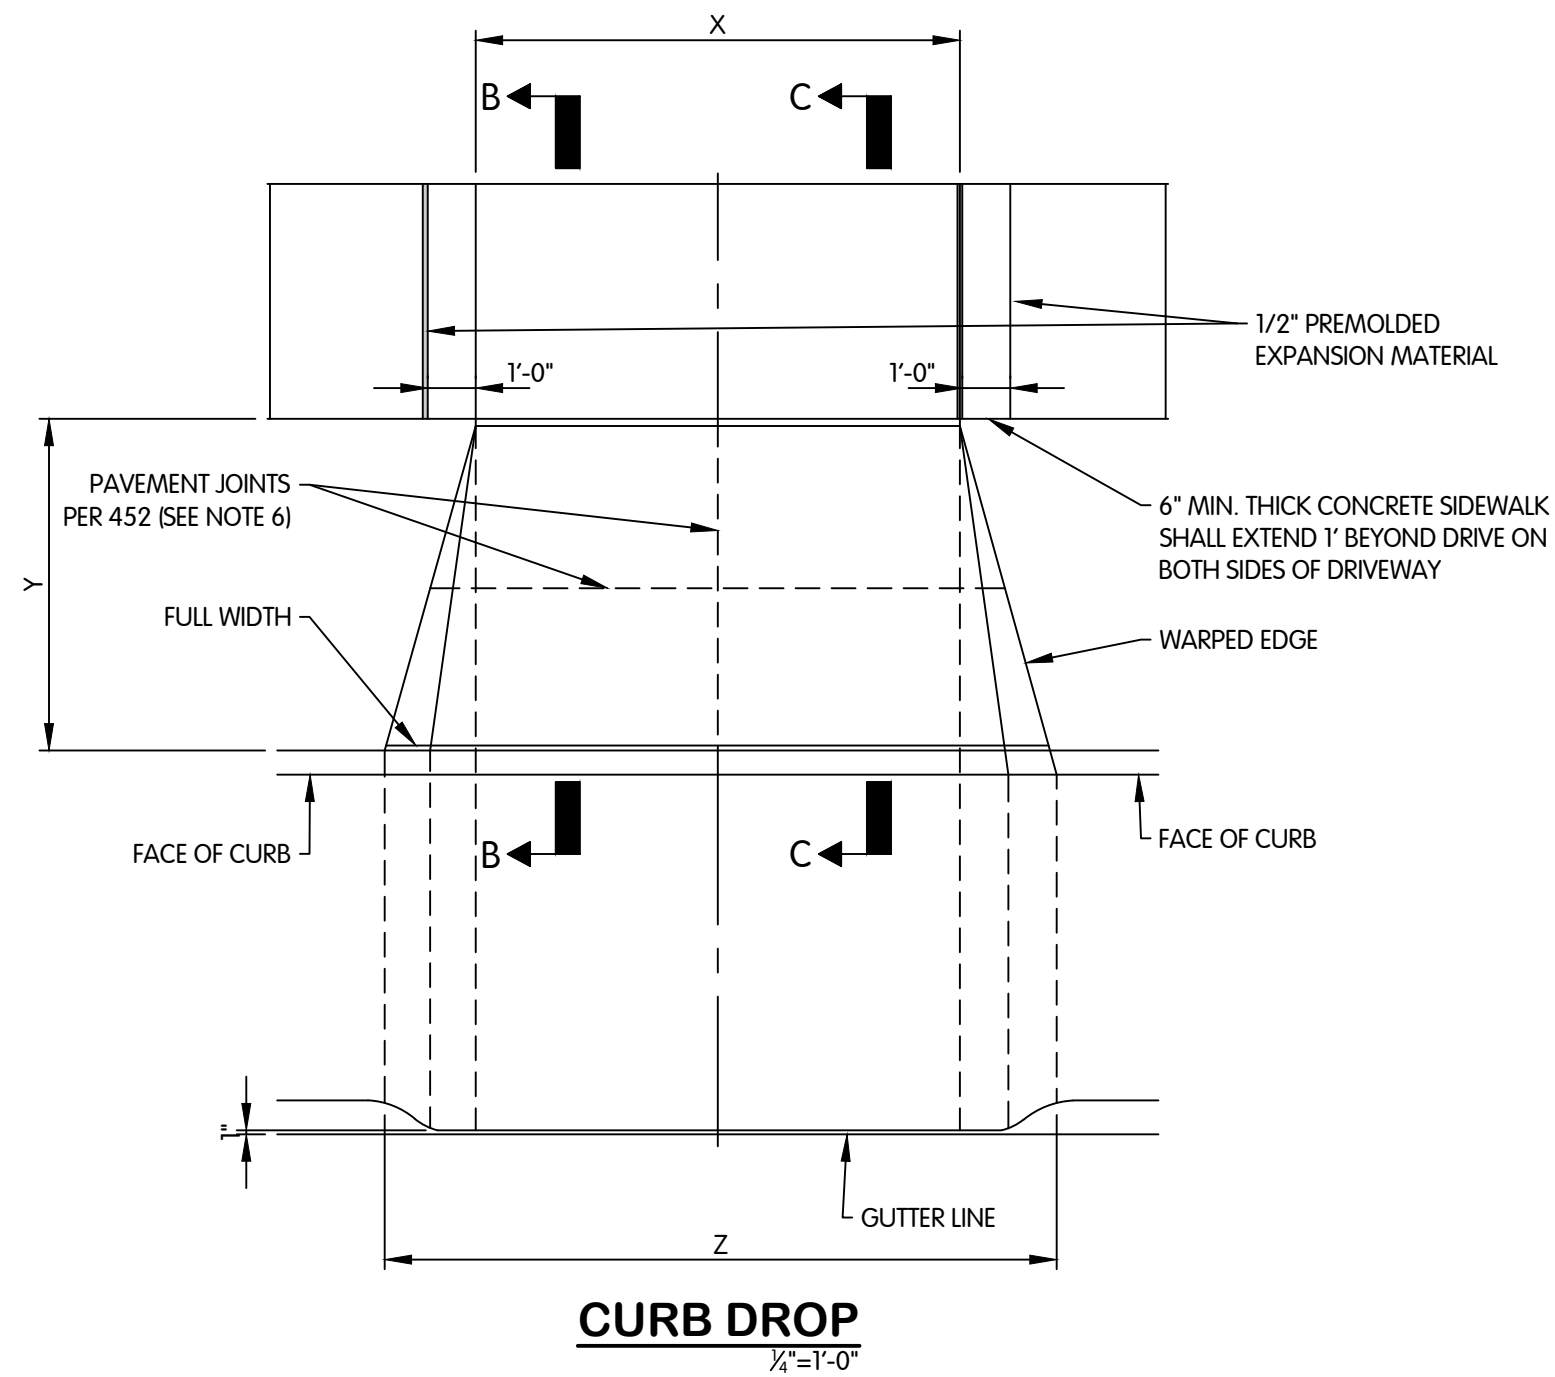 X
B
C
1/2" PREMOLDED
EXPANSION MATERIAL
1'-0"
1'-0"
PAVEMENT JOINTS
PER 452 (SEE NOTE 6)
6" MIN. THICK CONCRETE SIDEWALK
SHALL EXTEND 1' BEYOND DRIVE ON
BOTH SIDES OF DRIVEWAY
Y
FULL WIDTH
WARPED EDGE
FACE OF CURB
B
C
FACE OF CURB
1"
GUTTER LINE
Z
CURB DROP
¼"=1'-0"